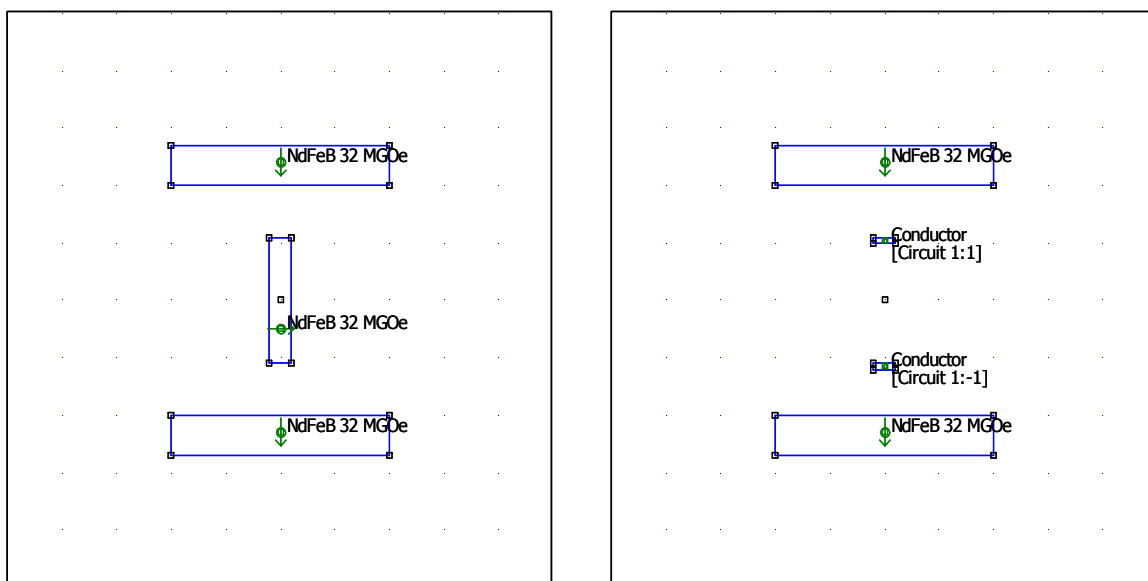 NdFeB 32 MGOe
NdFeB 32 MGOe
NdFeB 32 MGOe
NdFeB 32 MGOe
Conductor
[Circuit 1:1]
Conductor
[Circuit 1:-1]
NdFeB 32 MGOe